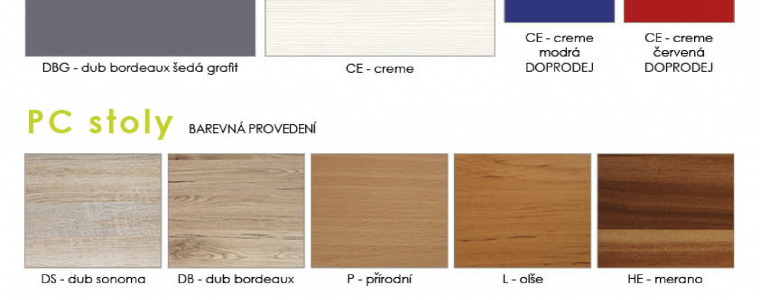 DBG - dub bordeaux šedá grafit
CE - creme
CE - creme
modrá
DOPRODEJ
CE - creme
červená
DOPRODEJ
PC stoly BAREVNÁ PROVEDENÍ
DS - dub sonoma
DB - dub bordeaux
P - přírodní
L - olše
HE - merano